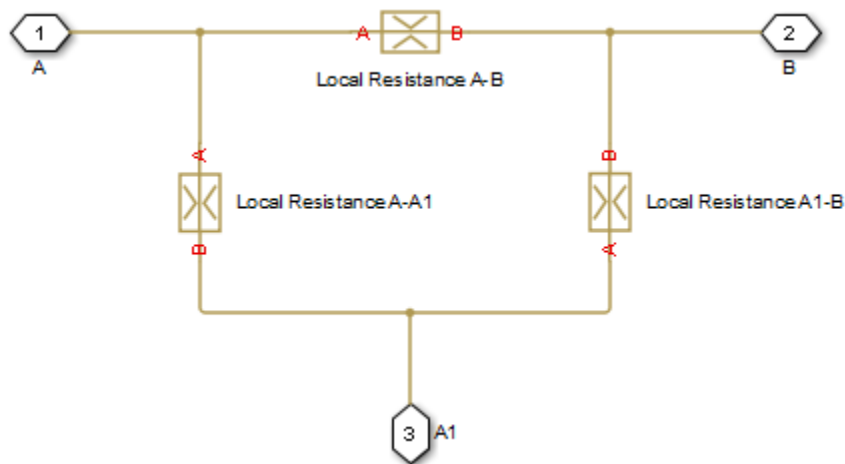 1
A
A
B
2
B
Local Resistance A-B
A
B
Local Resistance A-A1
Local Resistance A1-B
B
A
3
A1